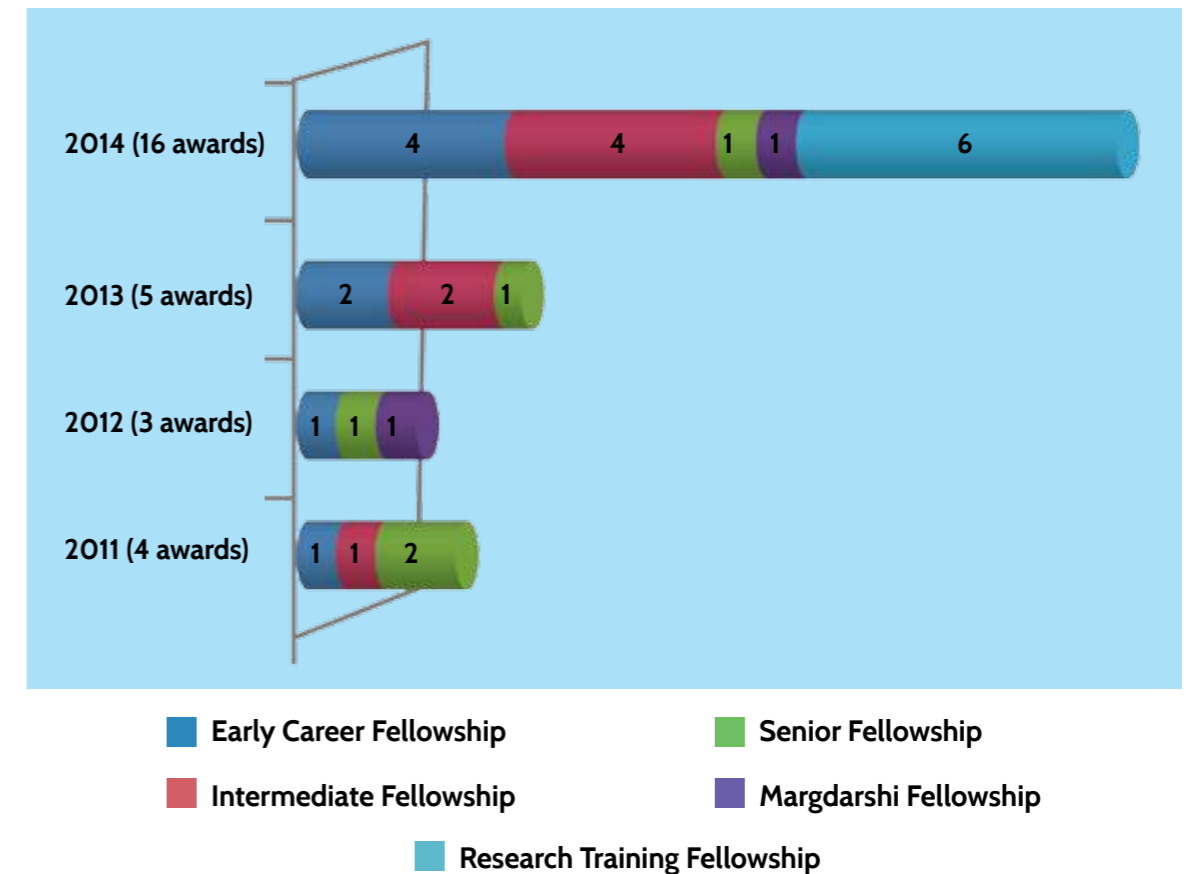 2014 (16 awards) 4 4 1 1 6
2013 (5 awards) 2 2 1
2012 (3 awards) 1 1 1
2011 (4 awards) 1 1 2
Early Career Fellowship Senior Fellowship
Intermediate Fellowship Margdarshi Fellowship
Research Training Fellowship